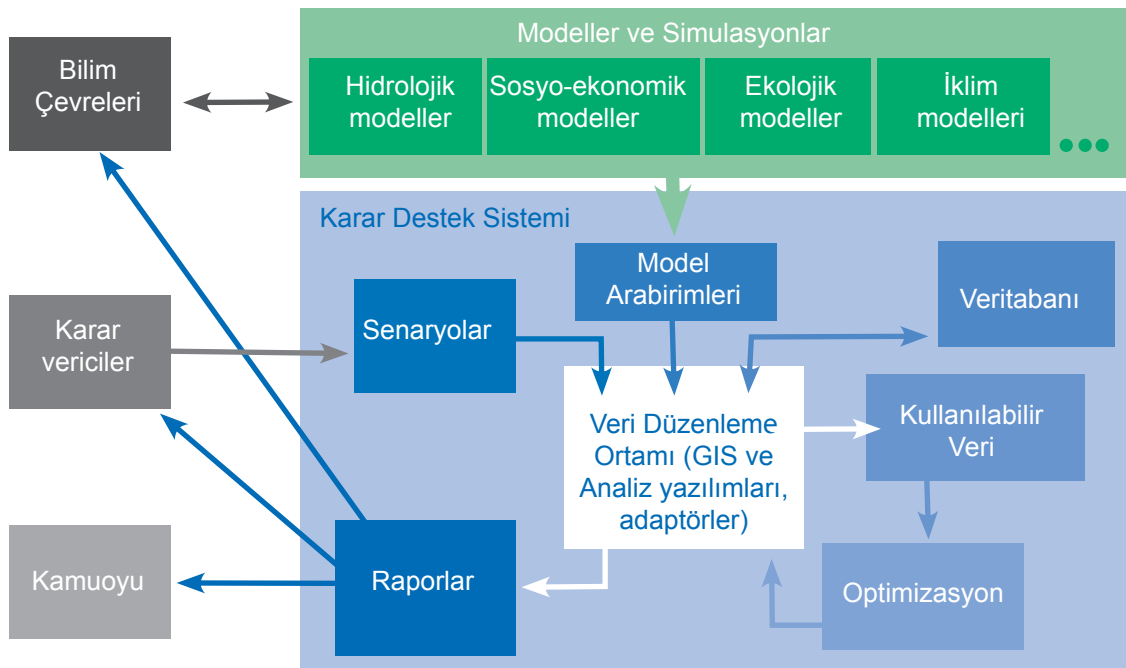 Modeller ve Simulasyonlar
Bilim
Çevreleri
Hidrolojik
modeller
Sosyo-ekonomik
modeller
Ekolojik
modeller
İklim
modelleri
Karar Destek Sistemi
Model
Arabirimleri
Veritabanı
Karar
vericiler
Senaryolar
Veri Düzenleme
Ortamı (GIS ve
Analiz yazılımları,
adaptörler)
Kullanılabilir
Veri
Kamuoyu
Raporlar
Optimizasyon